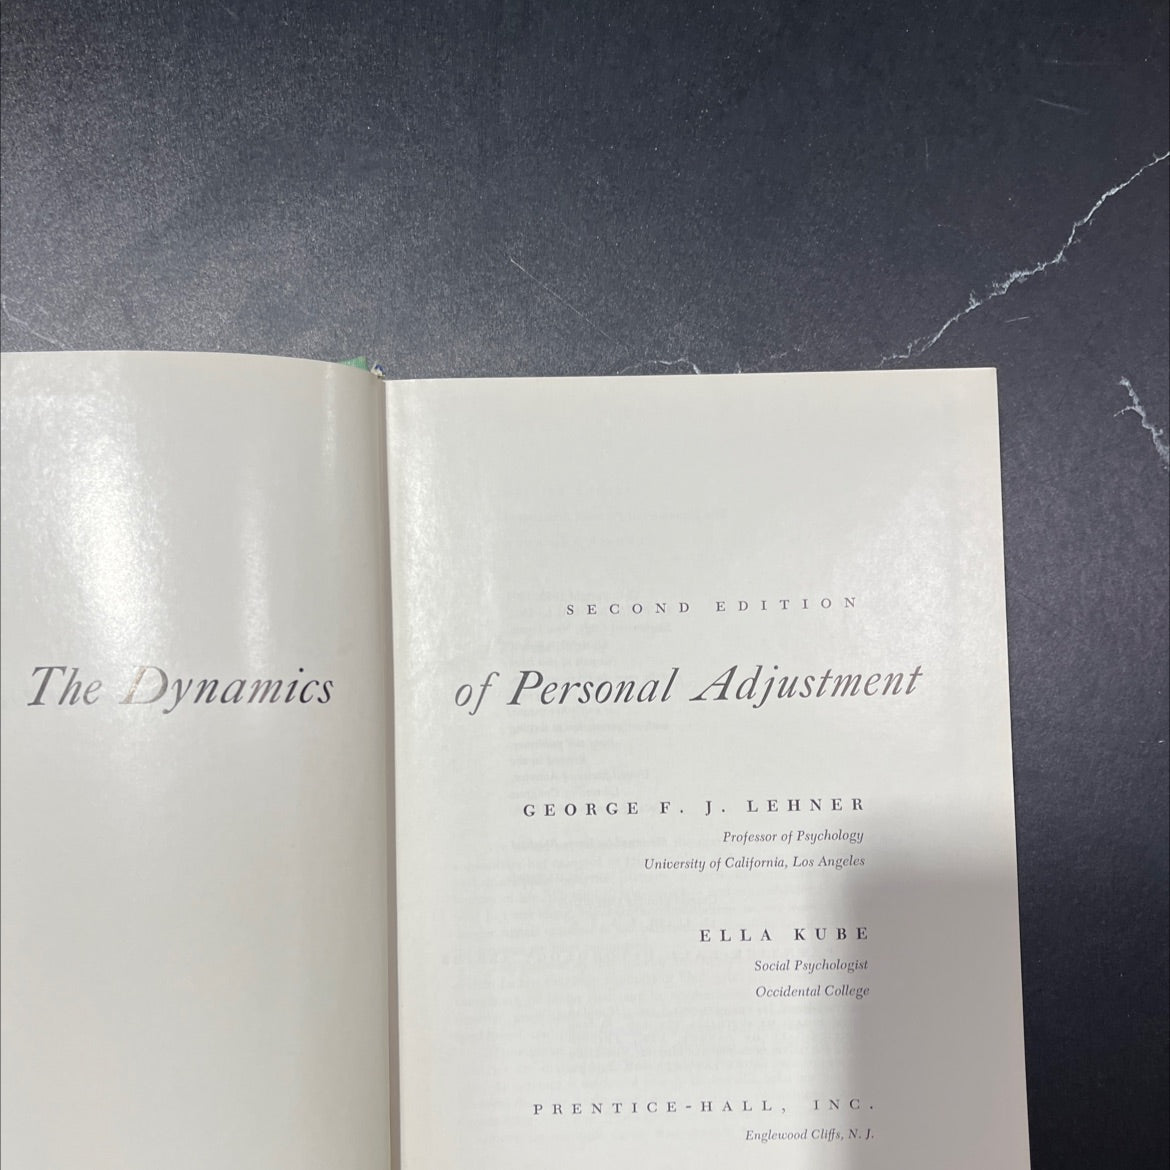 SECOND EDITION
The Dynamics of Personal Adjustment
GEORGE F. J. LEHNER
Professor of Psychology
University of California, Los Angeles
ELLA KUBE
Social Psychologist
Occidental College
PRENTICE-HALL, INC.
Englewood Cliffs, N. J.